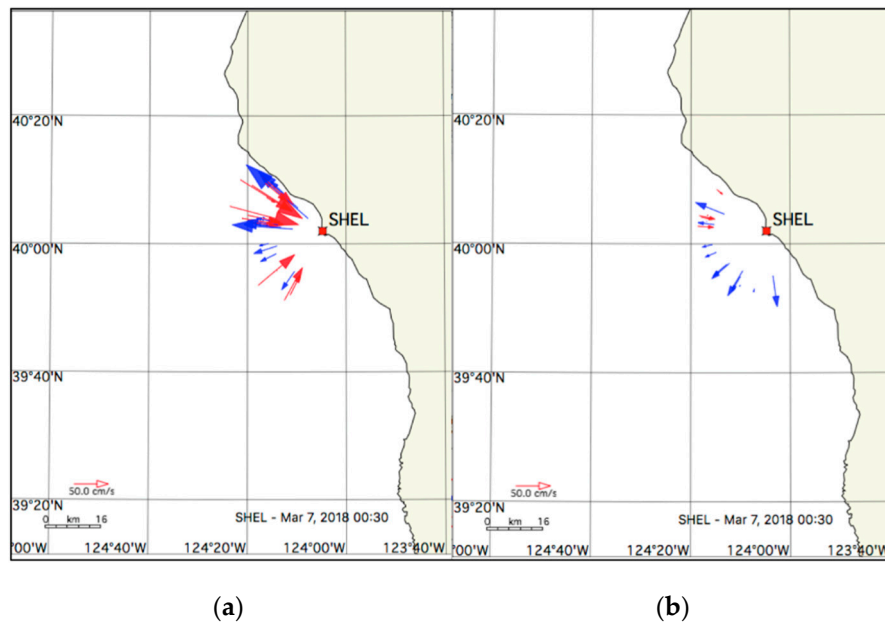 40°20'N
SHEL
40°00'N
39°40'N
50.0 cm/s
39°20'N
0 km 16
SHEL - Mar 7, 2018 00:30
00°W 124°40'W 124°20'W 124°00'W 123°40'W
40°20'N
SHEL
40°00'N
39°40'N
50.0 cm/s
39°20'N
0 km 16
SHEL - Mar 7, 2018 00:30
00°W 124°40'W 124°20'W 124°00'W 123°40'W
(a)
(b)